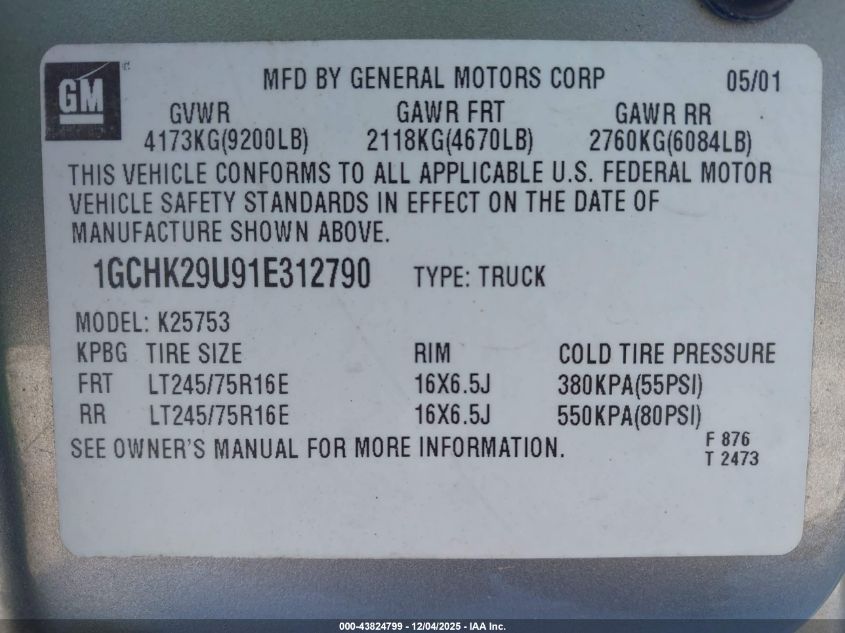 GM
MFD BY GENERAL MOTORS CORP 05/01
GVWR GAWR FRT GAWR RR
4173KG(9200LB) 2118KG(4670LB) 2760KG(6084LB)
THIS VEHICLE CONFORMS TO ALL APPLICABLE U.S. FEDERAL MOTOR
VEHICLE SAFETY STANDARDS IN EFFECT ON THE DATE OF
MANUFACTURE SHOWN ABOVE.
1GCHK29U91E312790 TYPE: TRUCK
MODEL: K25753
KPBG TIRE SIZE RIM COLD TIRE PRESSURE
FRT LT245/75R16E 16X6.5J 380KPA(55PSI)
RR LT245/75R16E 16X6.5J 550KPA(80PSI)
SEE OWNER'S MANUAL FOR MORE INFORMATION.
F 876
T 2473
000-43824799 - 12/04/2025 - IAA Inc.